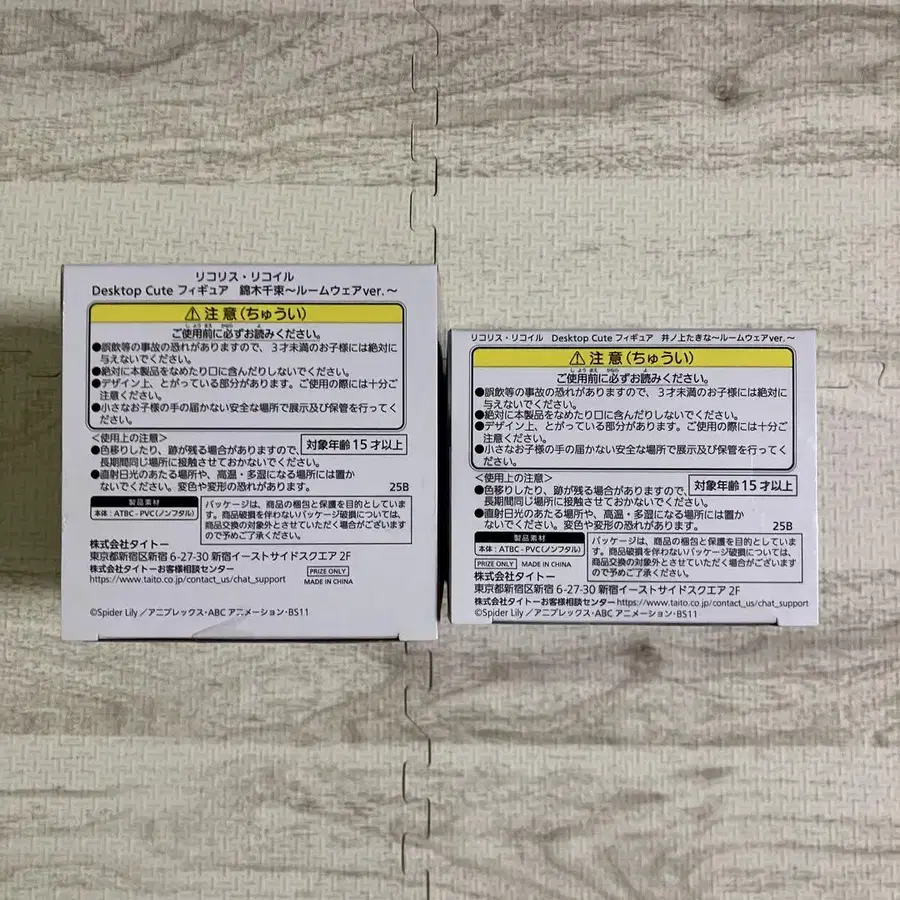 リコリス・リコイル
Desktop Cute フィギュア　錦木千束～ルームウェアver.～
⚠注意(ちゅうい)
ご使用前に必ずお読みください。
しようまえ　かなら　よ
●誤飲等の事故の恐れがありますので、3才未満のお子様には絶対に
与えないでください。
●絶対に本製品をなめたり口に含んだりしないでください。
●デザイン上、とがっている部分があります。ご使用の際には十分ご
注意ください。
●小さなお子様の手の届かない安全な場所で展示及び保管を行ってく
ださい。
＜使用上の注意＞
●色移りしたり、跡が残る場合がありますので、
長期間同じ場所に接触させておかないでください。
対象年齢15才以上
●直射日光のあたる場所や、高温・多湿になる場所には置か
ないでください。変色や変形の恐れがあります。
25B
製品素材
本体：ATBC-PVC(ノンフタル)
パッケージは、商品の梱包と保護を目的としていま
す。商品破損を伴わないパッケージ破損については、
商品交換の対象外とさせていただく場合がございます
ので予めご了承ください。
株式会社タイトー
東京都新宿区新宿 6-27-30 新宿イーストサイドスクエア 2F
株式会社タイトーお客様相談センター
https://www.taito.co.jp/contact_us/chat_support
PRIZE ONLY
MADE IN CHINA
©Spider Lily／アニプレックス・ABC アニメーション・BS11
リコリス・リコイル　Desktop Cute フィギュア　井ノ上たきな～ルームウェアver.～
⚠注意(ちゅうい)
ご使用前に必ずお読みください。
しようまえ　かなら　よ
●誤飲等の事故の恐れがありますので、3才未満のお子様には絶対に
与えないでください。
●絶対に本製品をなめたり口に含んだりしないでください。
●デザイン上、とがっている部分があります。ご使用の際には十分ご
注意ください。
●小さなお子様の手の届かない安全な場所で展示及び保管を行ってく
ださい。
＜使用上の注意＞
●色移りしたり、跡が残る場合がありますので、
長期間同じ場所に接触させておかないでください。
対象年齢15才以上
●直射日光のあたる場所や、高温・多湿になる場所には置か
ないでください。変色や変形の恐れがあります。
25B
製品素材
本体：ATBC-PVC(ノンフタル)
パッケージは、商品の梱包と保護を目的としていま
す。商品破損を伴わないパッケージ破損については、
商品交換の対象外とさせていただく場合がございます
ので予めご了承ください。
PRIZE ONLY
MADE IN CHINA
株式会社タイトー
東京都新宿区新宿 6-27-30 新宿イーストサイドスクエア 2F
株式会社タイトーお客様相談センターhttps://www.taito.co.jp/contact_us/chat_support
©Spider Lily／アニプレックス・ABC アニメーション・BS11